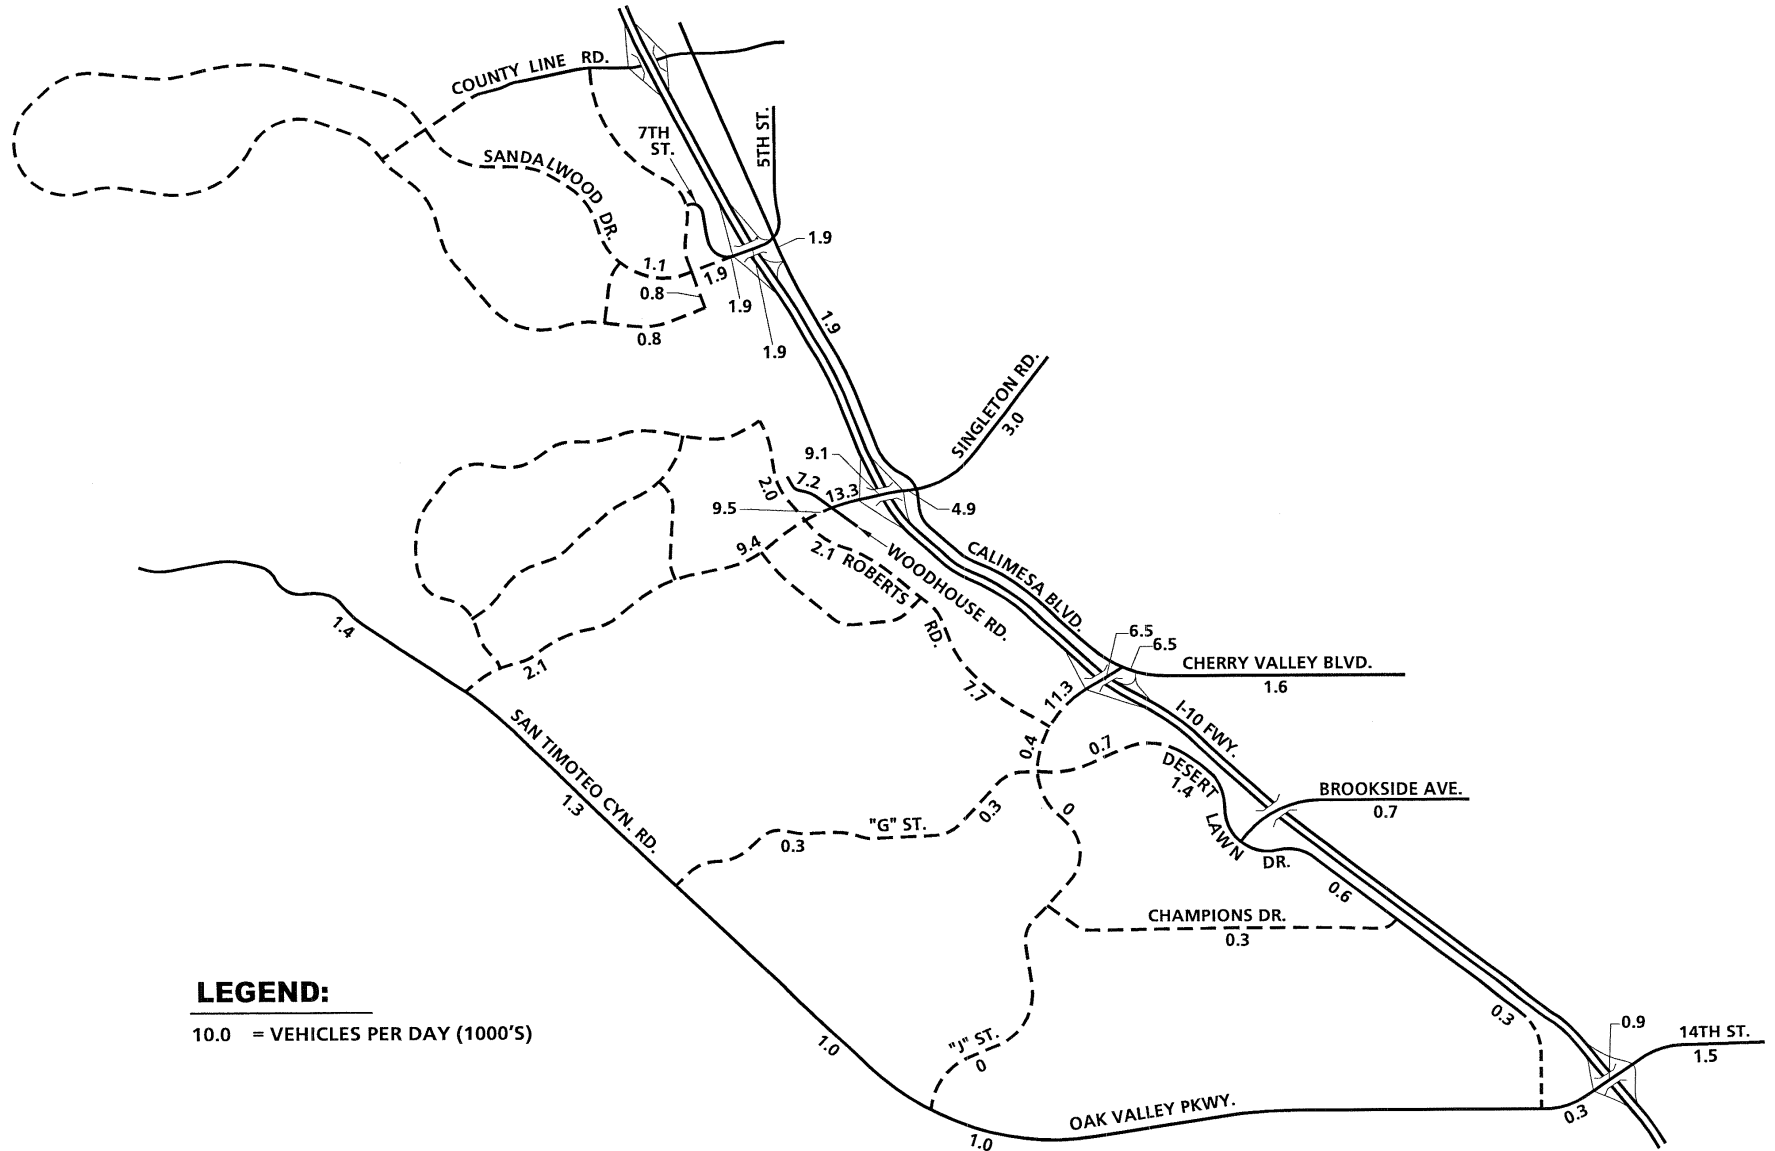 COUNTY LINE RD.
7TH
ST.
5TH ST.
SANDALWOOD DR.
1.9
1.1
1.9
0.8
1.9
0.8
1.9
1.9
SINGLETON RD.
3.0
9.1
7.2
13.3
2.0
9.5
4.9
9.4
2.1
ROBERTS RD.
WOODHOUSE RD.
CALIMESA BLVD.
1.4
6.5
6.5
CHERRY VALLEY BLVD.
1.6
2.1
7.7
11.3
I-10 FWY.
SAN TIMOTEO CYN. RD.
1.3
0.4
0.7
DESERT LAWN DR.
1.4
BROOKSIDE AVE.
0.7
0.3
0
"G" ST.
0.3
0.6
CHAMPIONS DR.
0.3
LEGEND:
10.0 = VEHICLES PER DAY (1000'S)
1.0
"J" ST.
0
0.3
0.9
14TH ST.
1.5
OAK VALLEY PKWY.
1.0
0.3